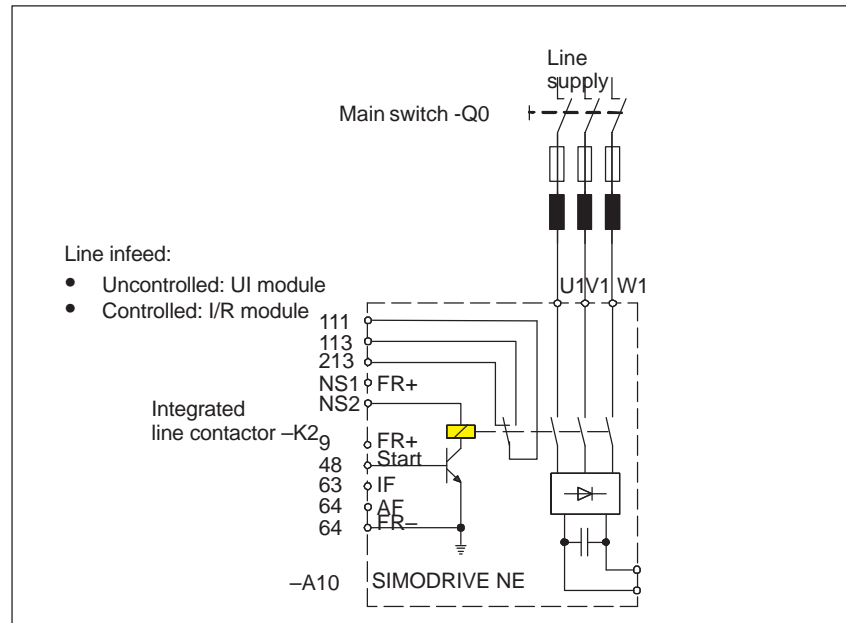 Line
supply
Main switch -Q0
Line infeed:
● Uncontrolled: UI module
● Controlled: I/R module
U1 V1 W1
111
113
213
NS1 FR+
NS2
Integrated
line contactor –K2
9 FR+
48 Start
63 IF
64 AF
64 FR–
–A10 SIMODRIVE NE